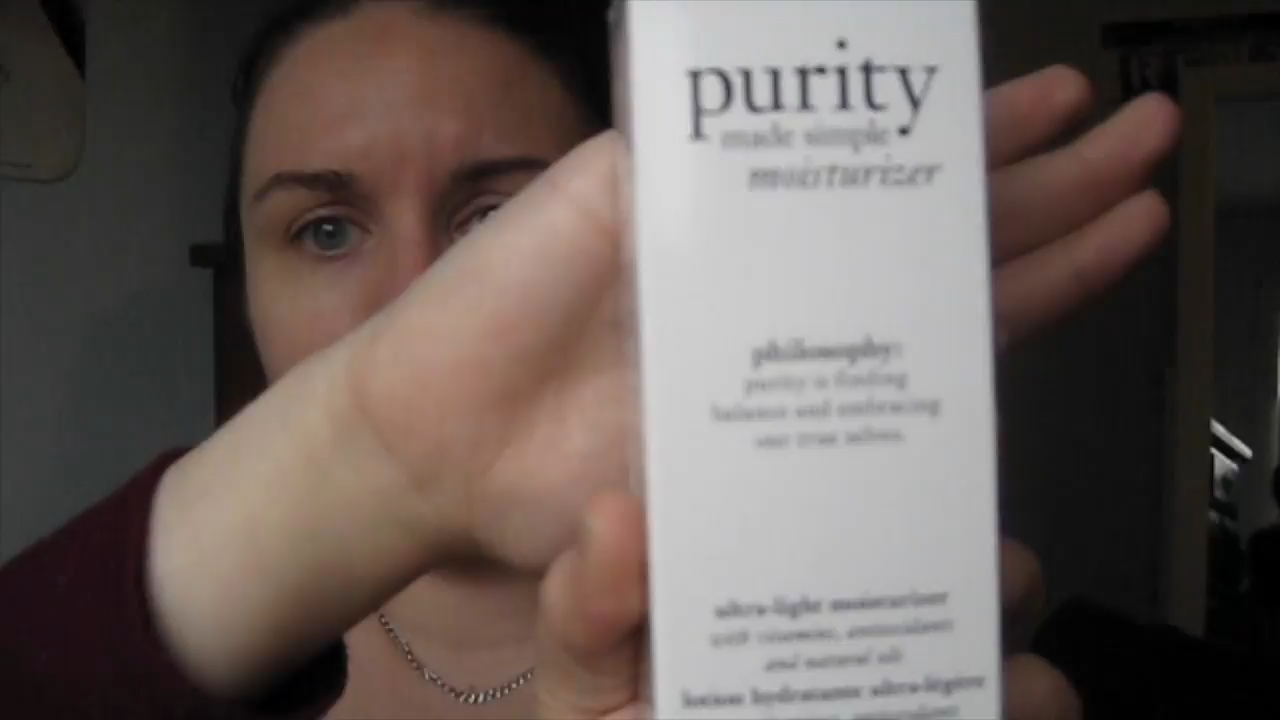 purity
made simple
moisturizer
philosophy:
purity is finding
balance and embracing
our true selves.
ultra-light moisturizer
with vitamins, antioxidants
and natural oils
lotion hydratante ultra-légère